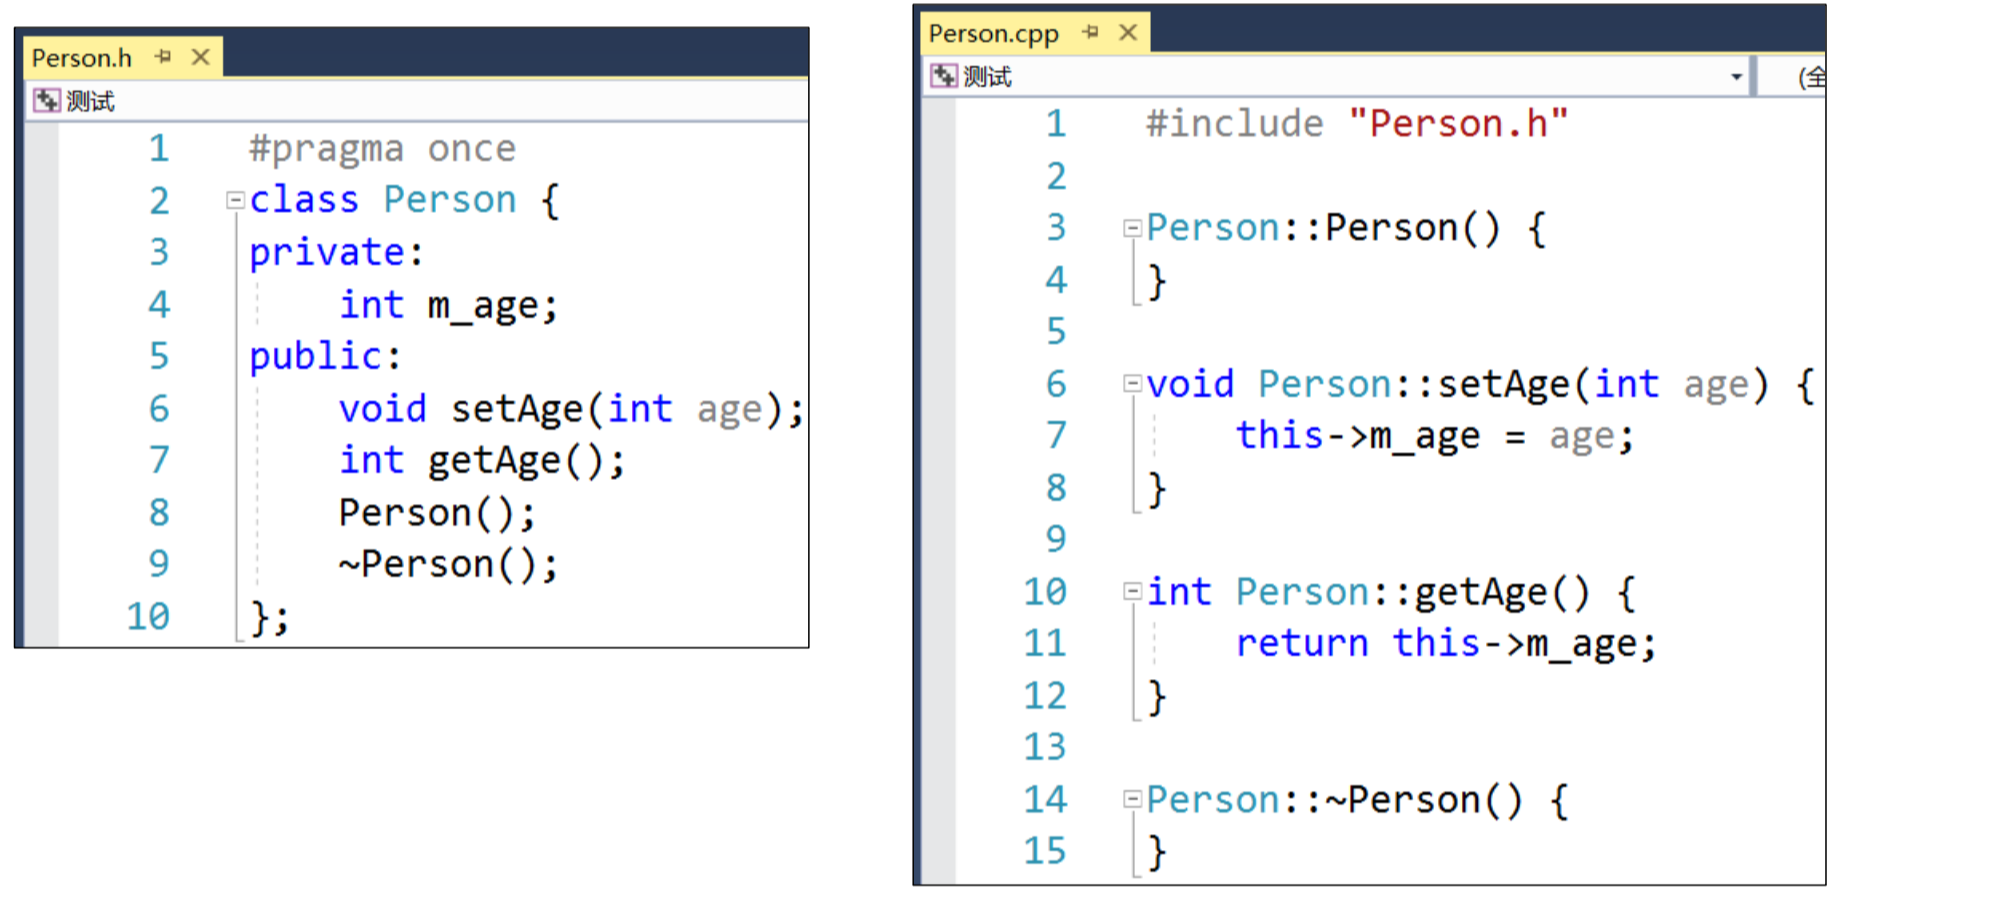 Person.h
测试
1 #pragma once
2 class Person {
3 private:
4 int m_age;
5 public:
6 void setAge(int age);
7 int getAge();
8 Person();
9 ~Person();
10 };
Person.cpp
测试 (全
1 #include "Person.h"
2
3 Person::Person() {
4 }
5
6 void Person::setAge(int age) {
7 this->m_age = age;
8 }
9
10 int Person::getAge() {
11 return this->m_age;
12 }
13
14 Person::~Person() {
15 }